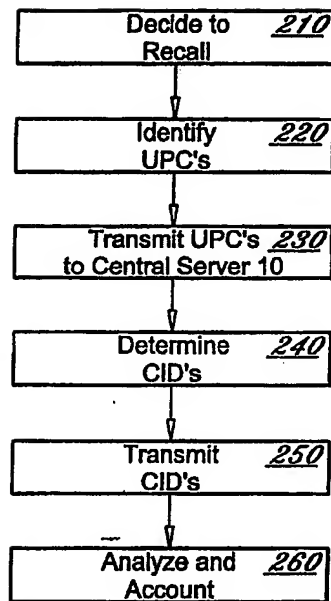 Decide to 210
Recall
Identify 220
UPC's
Transmit UPC's 230
to Central Server 10
Determine 240
CID's
Transmit 250
CID's
Analyze and 260
Account